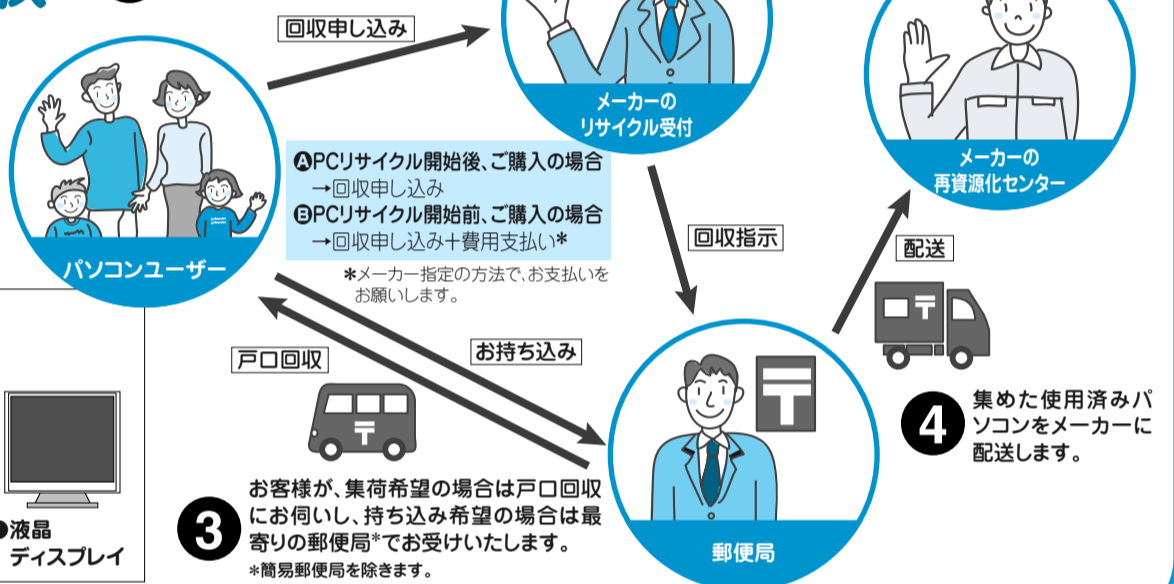 回収申し込み
メーカーの
リサイクル受付
メーカーの
再資源化センター
パソコンユーザー
ⒶPCリサイクル開始後、ご購入の場合
→回収申し込み
ⒷPCリサイクル開始前、ご購入の場合
→回収申し込み＋費用支払い*
*メーカー指定の方法で、お支払いを
お願いします。
回収指示
配送
戸口回収
お持ち込み
〒
〒
〒
❹
集めた使用済みパ
ソコンをメーカーに
配送します。
❸
お客様が、集荷希望の場合は戸口回収
にお伺いし、持ち込み希望の場合は最
寄りの郵便局*でお受けいたします。
*簡易郵便局を除きます。
郵便局
●液晶
ディスプレイ